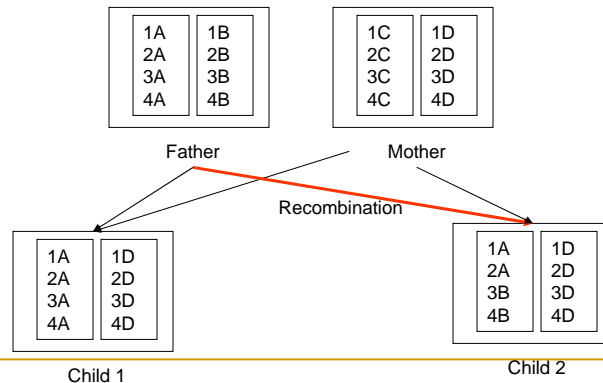 1A 1B 1C 1D
2A 2B 2C 2D
3A 3B 3C 3D
4A 4B 4C 4D
Father Mother
Recombination
1A 1D 1A 1D
2A 2D 2A 2D
3A 3D 3B 3D
4A 4D 4B 4D
Child 1 Child 2